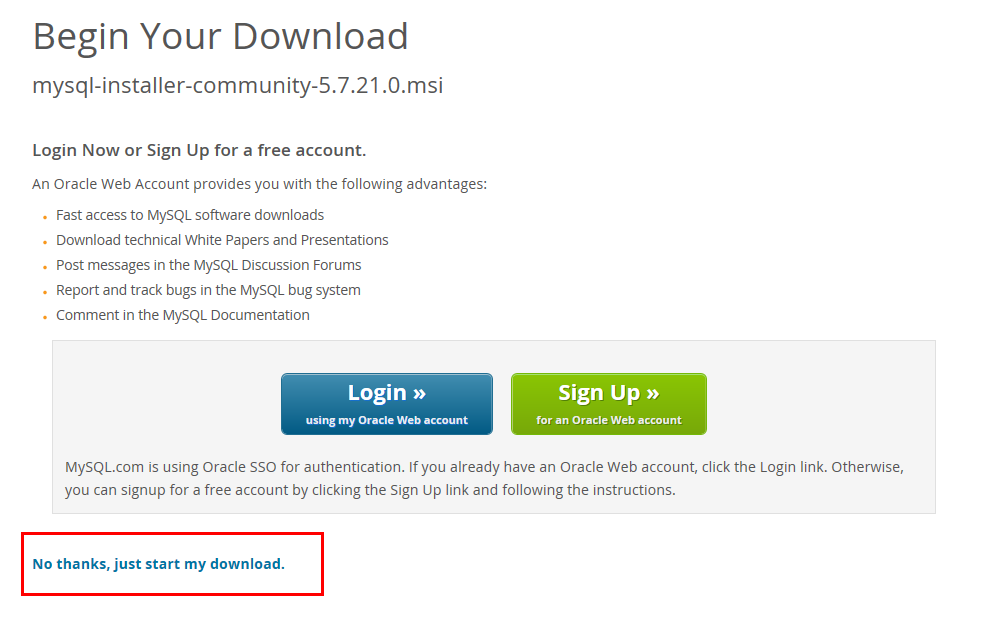 Begin Your Download
mysql-installer-community-5.7.21.0.msi
Login Now or Sign Up for a free account.
An Oracle Web Account provides you with the following advantages:
Fast access to MySQL software downloads
Download technical White Papers and Presentations
Post messages in the MySQL Discussion Forums
Report and track bugs in the MySQL bug system
Comment in the MySQL Documentation
Login »
using my Oracle Web account
Sign Up »
for an Oracle Web account
MySQL.com is using Oracle SSO for authentication. If you already have an Oracle Web account, click the Login link. Otherwise,
you can signup for a free account by clicking the Sign Up link and following the instructions.
No thanks, just start my download.